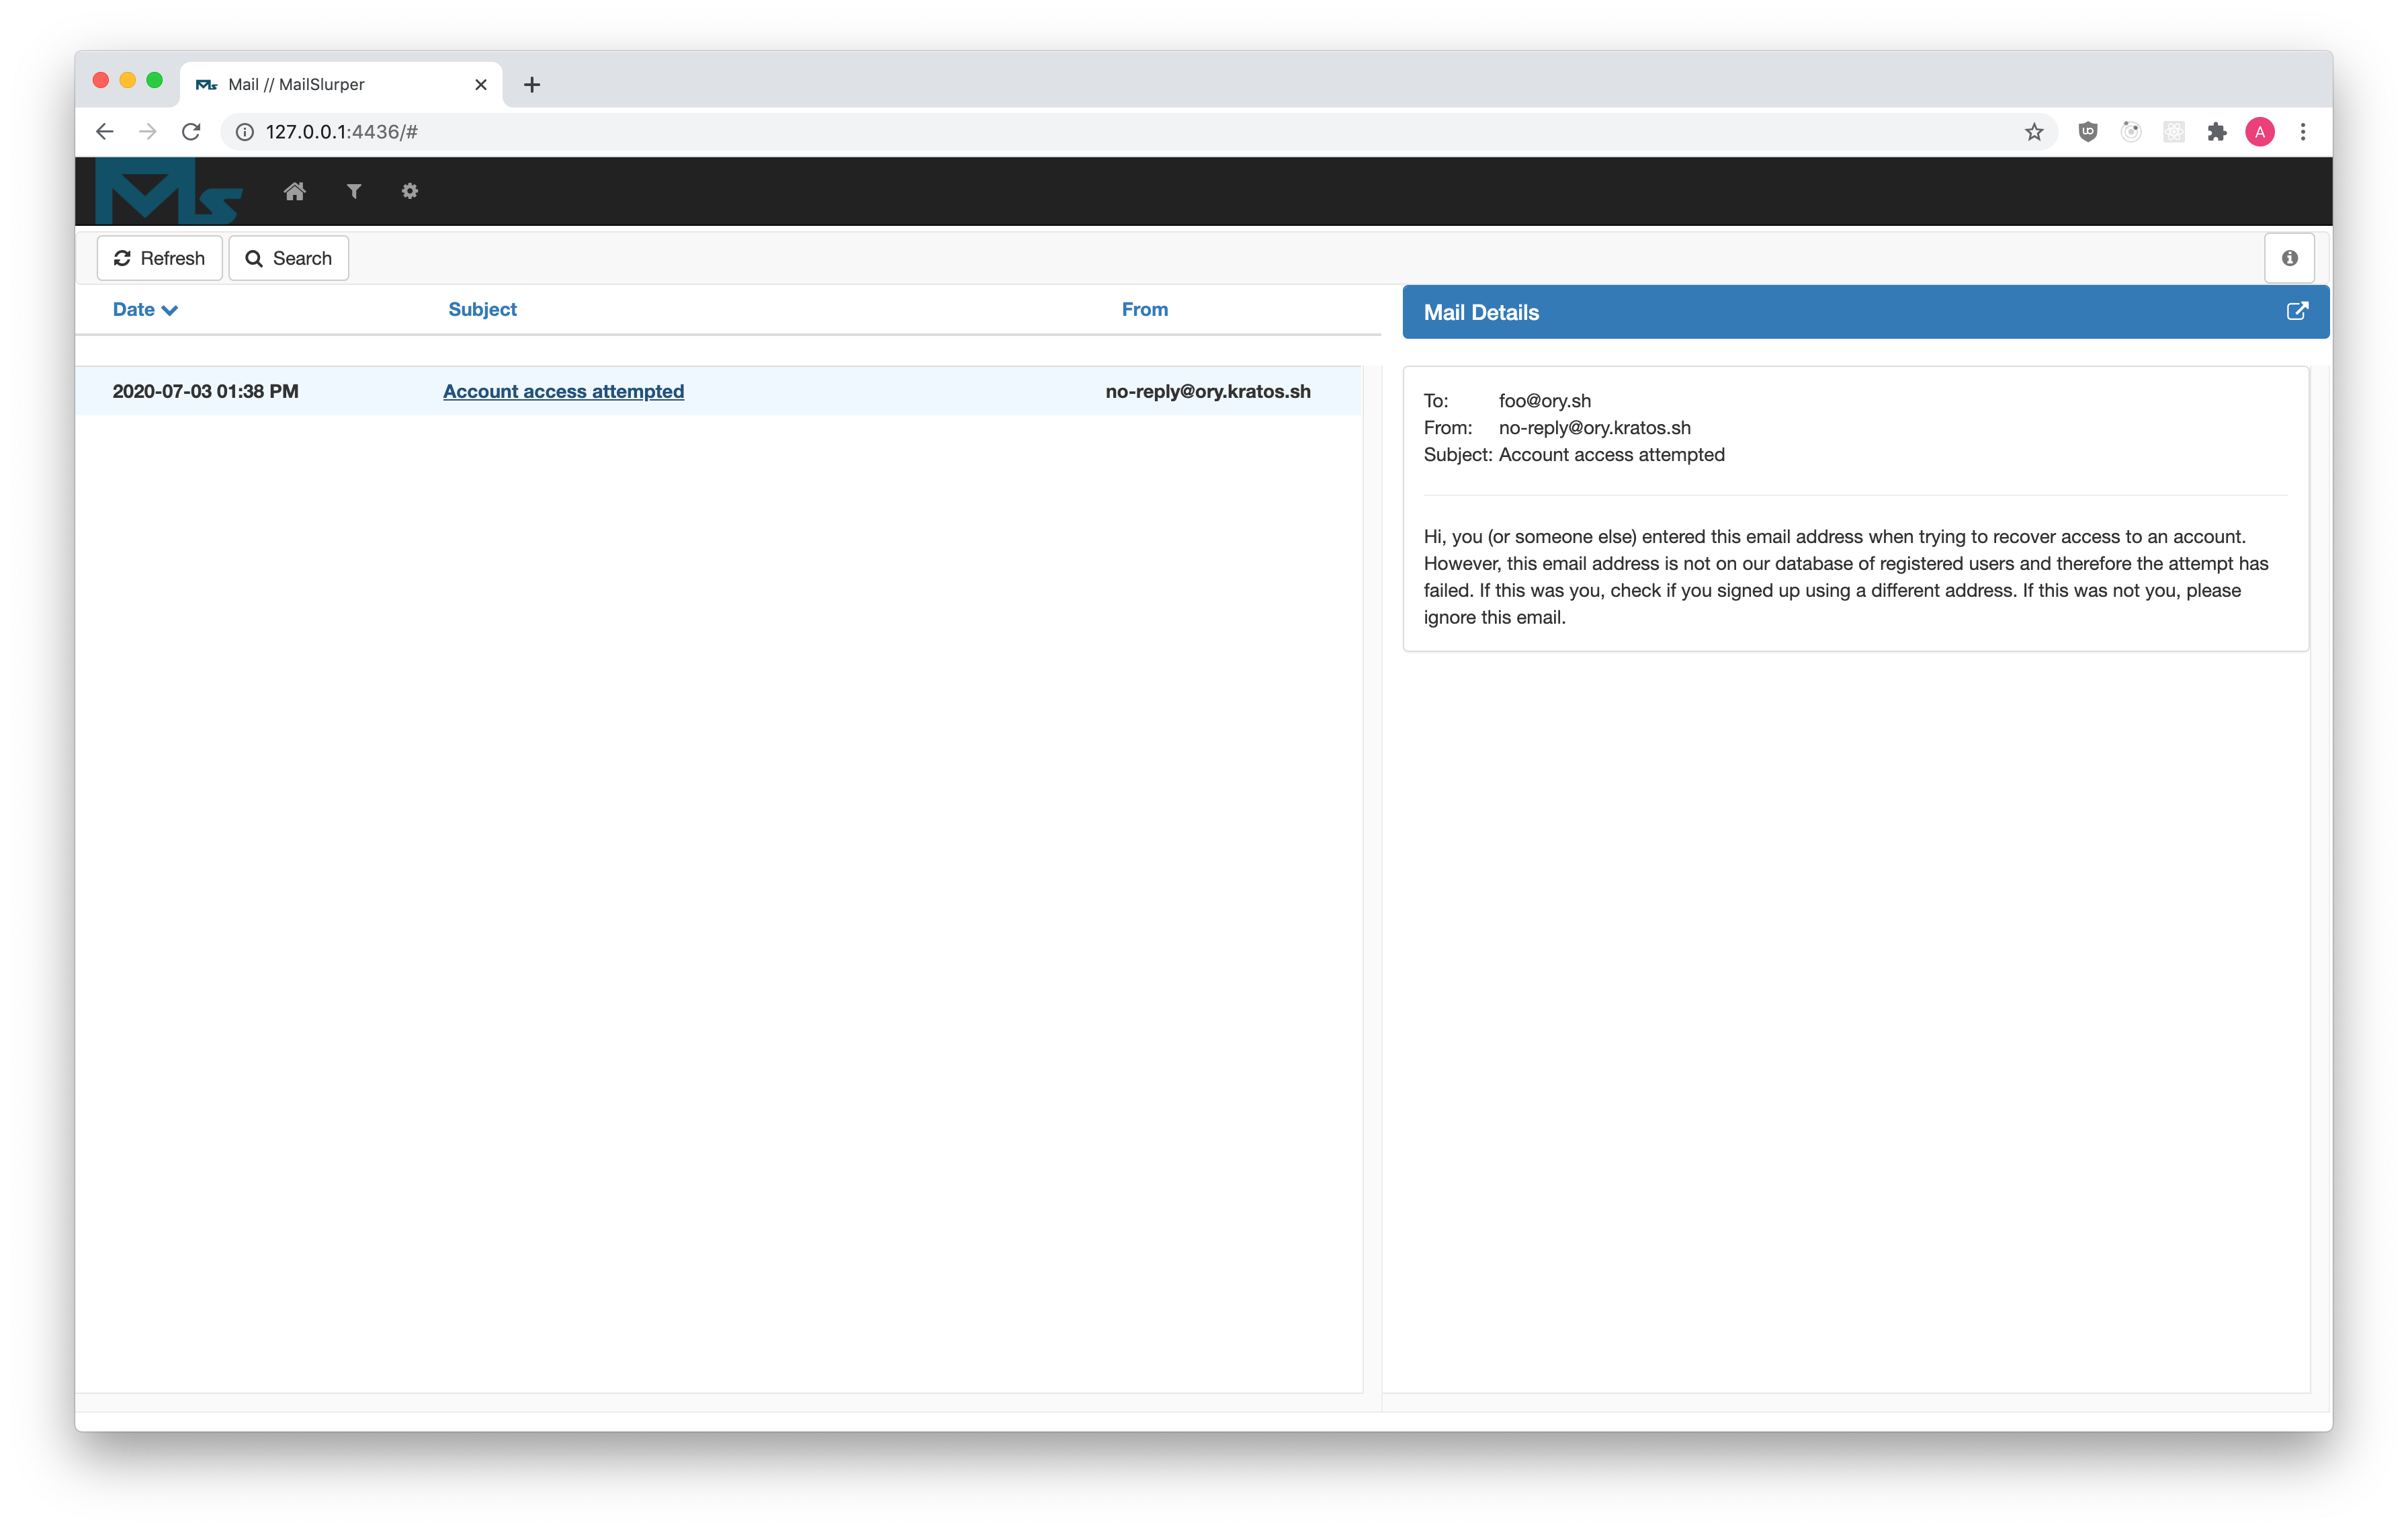 Mail // MailSlurper
127.0.0.1:4436/#
A
Ms
Refresh
Search
Date Subject From
Mail Details
2020-07-03 01:38 PM Account access attempted no-reply@ory.kratos.sh
To: foo@ory.sh
From: no-reply@ory.kratos.sh
Subject: Account access attempted
Hi, you (or someone else) entered this email address when trying to recover access to an account.
However, this email address is not on our database of registered users and therefore the attempt has
failed. If this was you, check if you signed up using a different address. If this was not you, please
ignore this email.